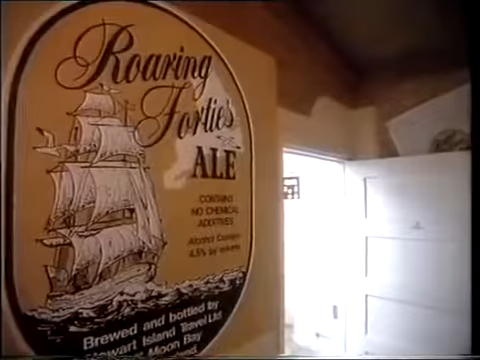 Roaring
Fortie's
ALE
CONTAINS
NO CHEMICAL
ADDITIVES
Alcohol Content
4.5% by volume
Brewed and bottled by
Stewart Island Travel Ltd
Moon Bay